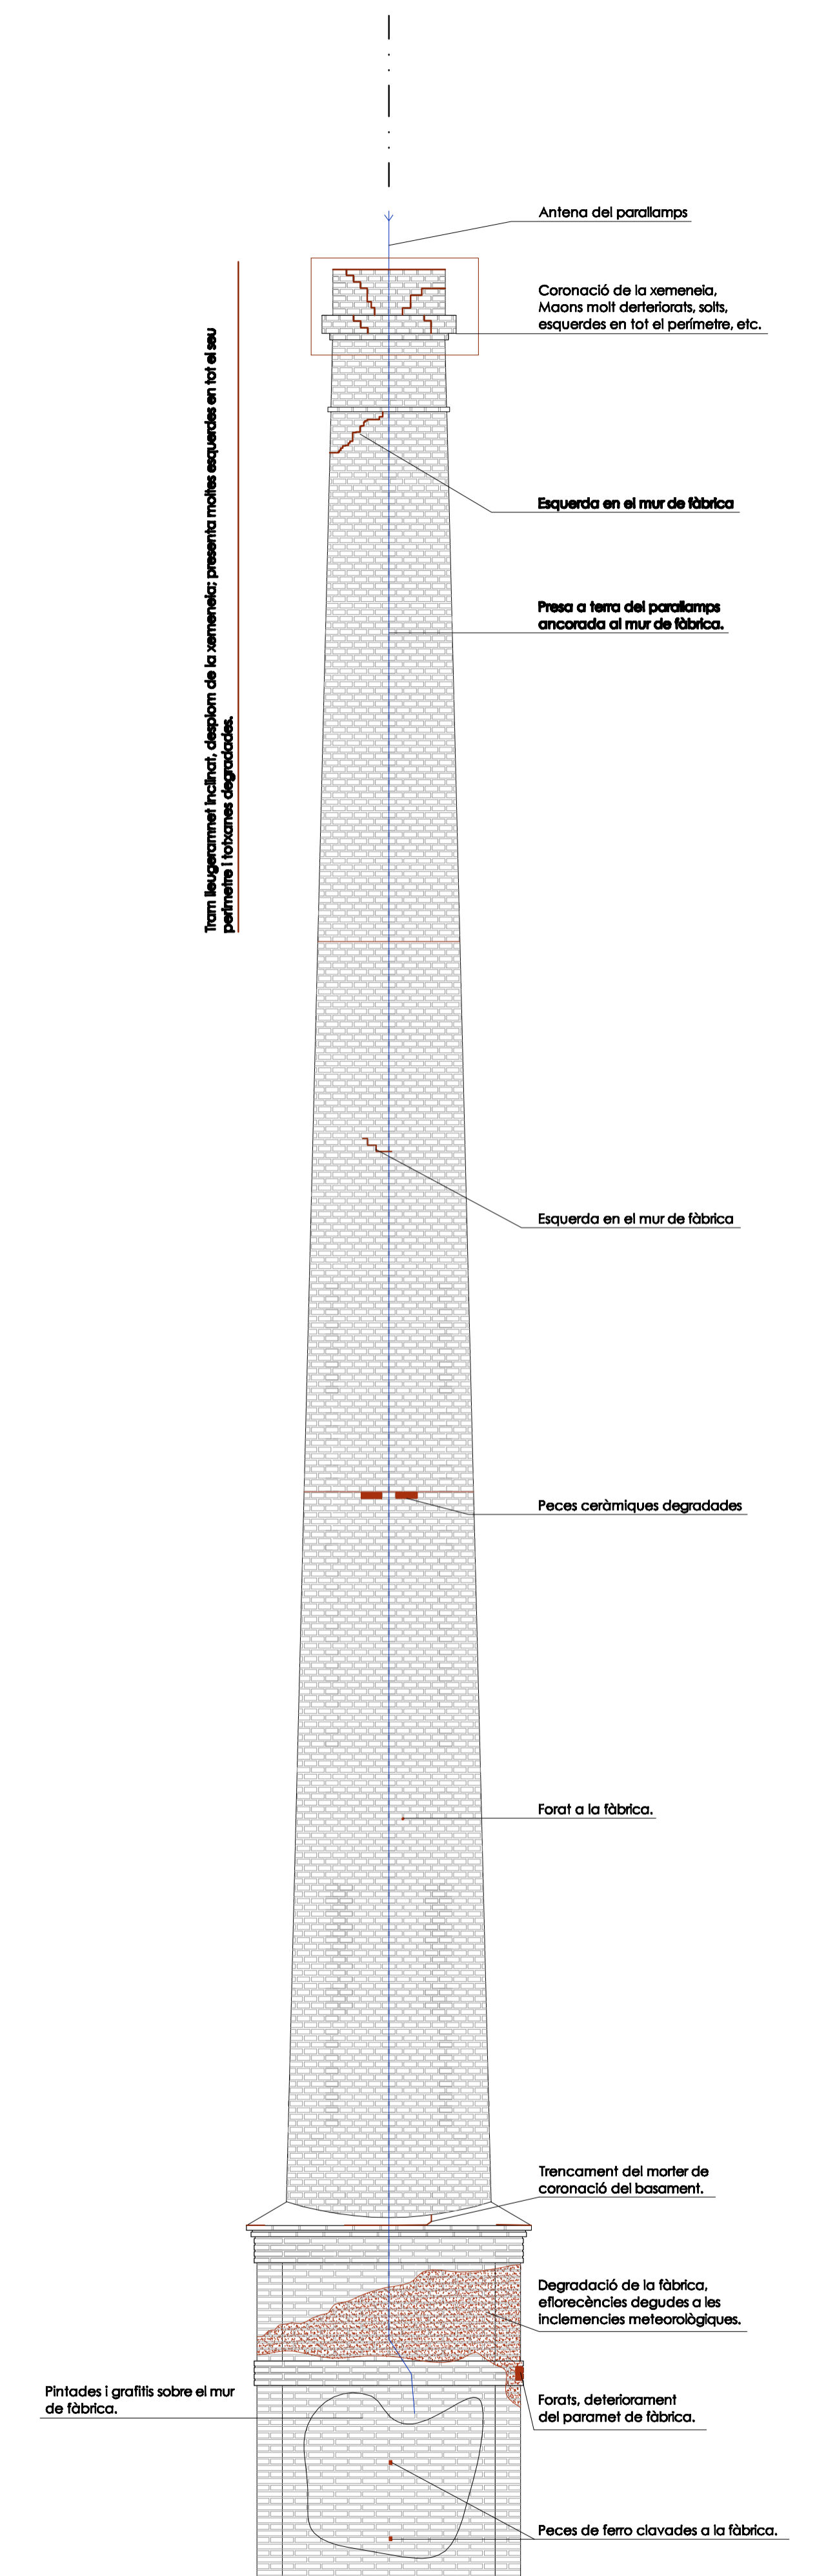 Antena del parallamps
Coronació de la xemeneia,
Maons molt derteriorats, solts,
esquerdes en tot el perímetre, etc.
Tram lleugeramnet inclinat, desplom de la xemeneia; presenta moltes esquerdes en tot el seu
perímetre i totxanes degradades.
Esquerda en el mur de fàbrica
Presa a terra del parallamps
ancorada al mur de fàbrica.
Esquerda en el mur de fàbrica
Peces ceràmiques degradades
Forat a la fàbrica.
Trencament del morter de
coronació del basament.
Degradació de la fàbrica,
eflorecències degudes a les
inclemencies meteorològiques.
Pintades i grafitis sobre el mur
de fàbrica.
Forats, deteriorament
del paramet de fàbrica.
Peces de ferro clavades a la fàbrica.